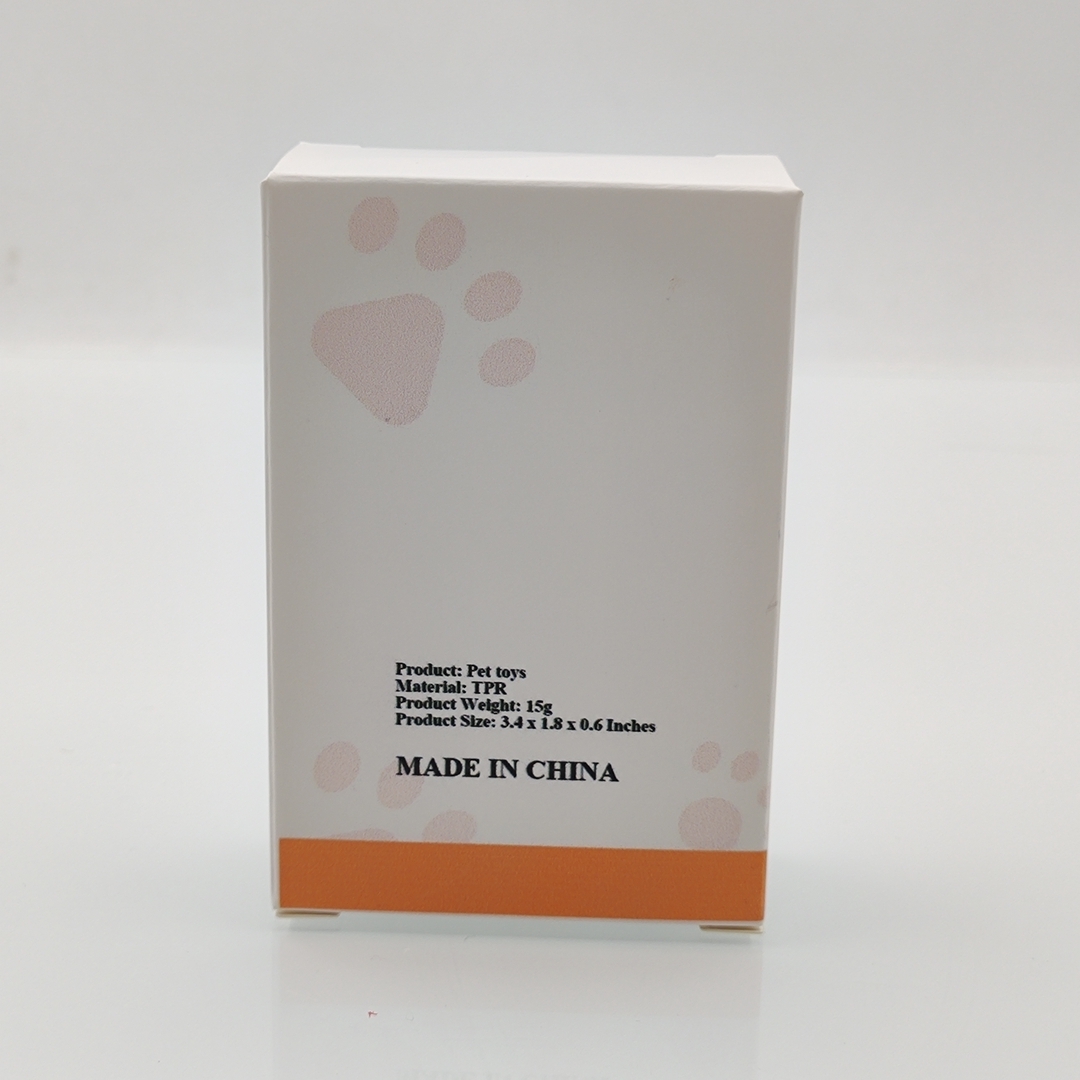 Product: Pet toys
Material: TPR
Product Weight: 15g
Product Size: 3.4 x 1.8 x 0.6 Inches
MADE IN CHINA